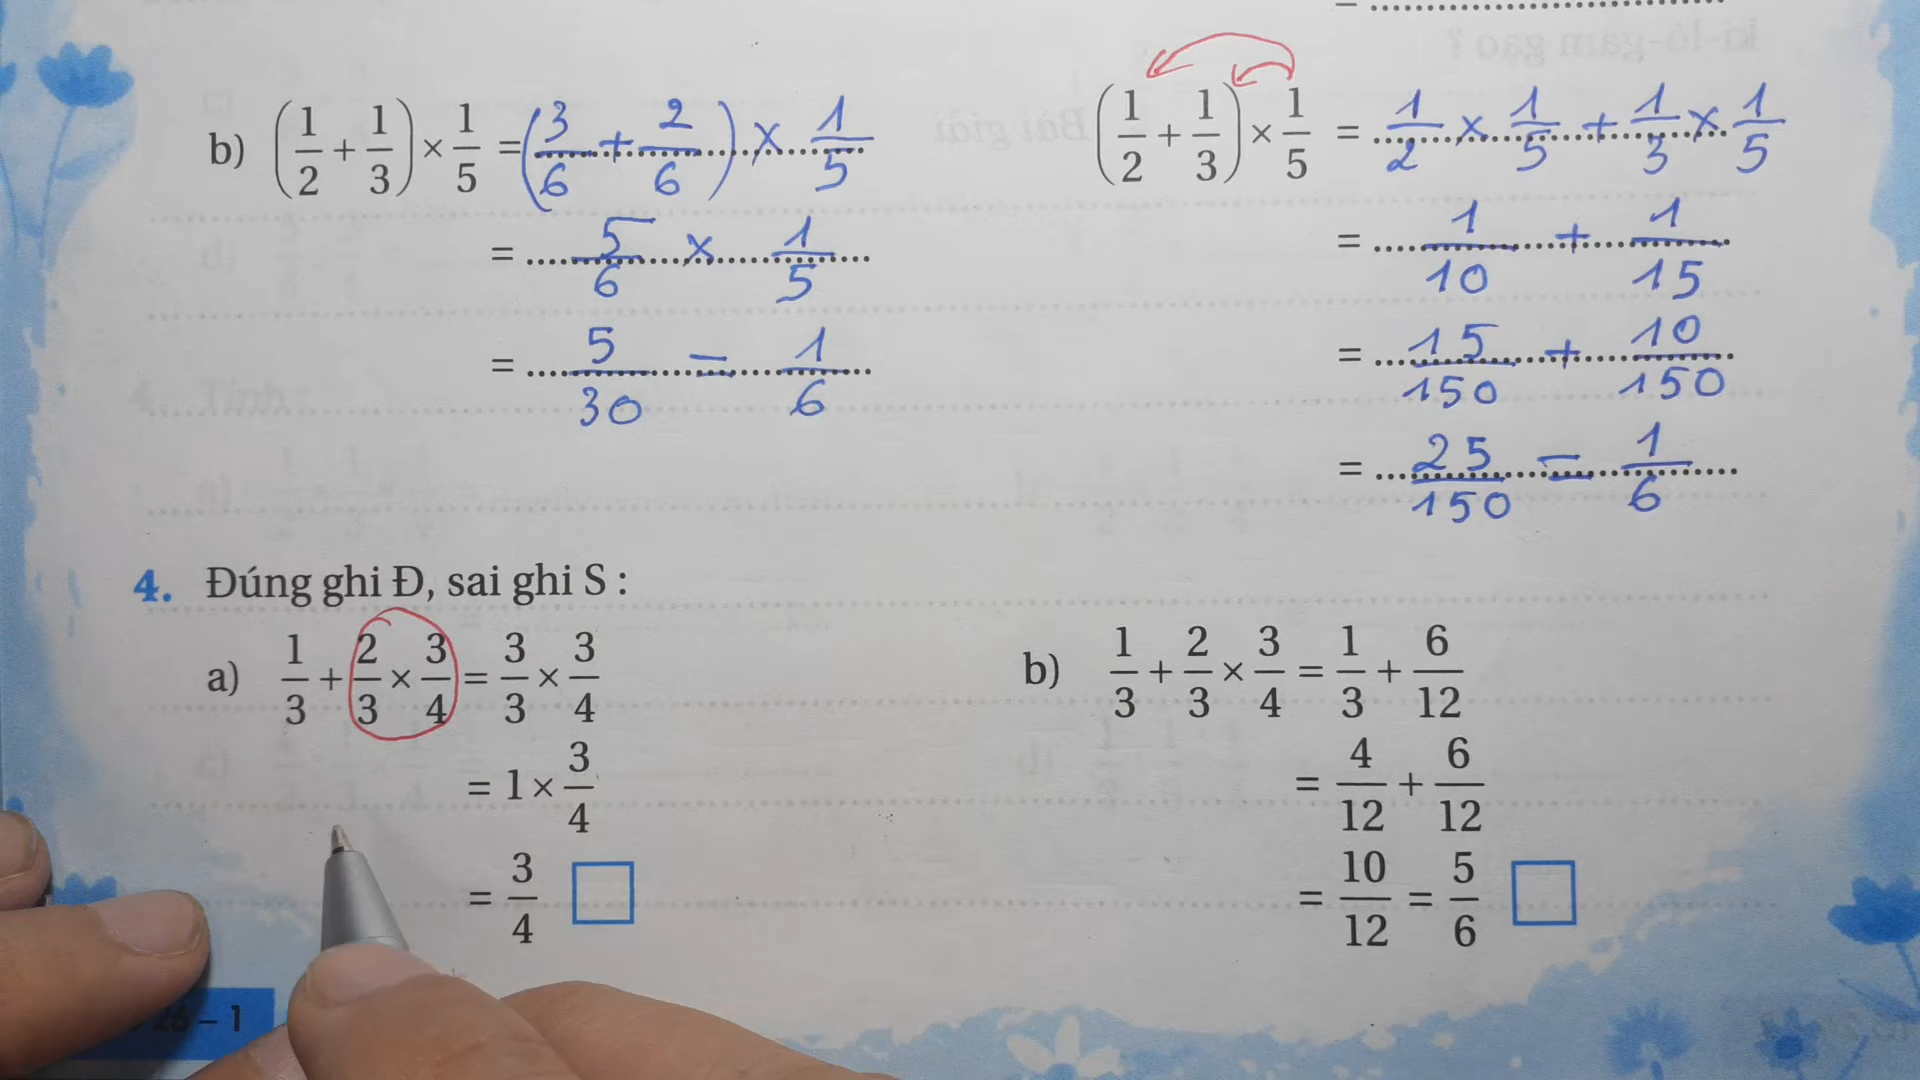 b) (1/2 + 1/3) × 1/5 = (3/6 + 2/6) × 1/5
= 5/6 × 1/5
= 5/30 = 1/6
(1/2 + 1/3) × 1/5 = 1/2 × 1/5 + 1/3 × 1/5
= 1/10 + 1/15
= 15/150 + 10/150
= 25/150 = 1/6
4. Đúng ghi Đ, sai ghi S :
a) 1/3 + 2/3 × 3/4 = 3/3 × 3/4
= 1 × 3/4
= 3/4
b) 1/3 + 2/3 × 3/4 = 1/3 + 6/12
= 4/12 + 6/12
= 10/12 = 5/6
26 – 1